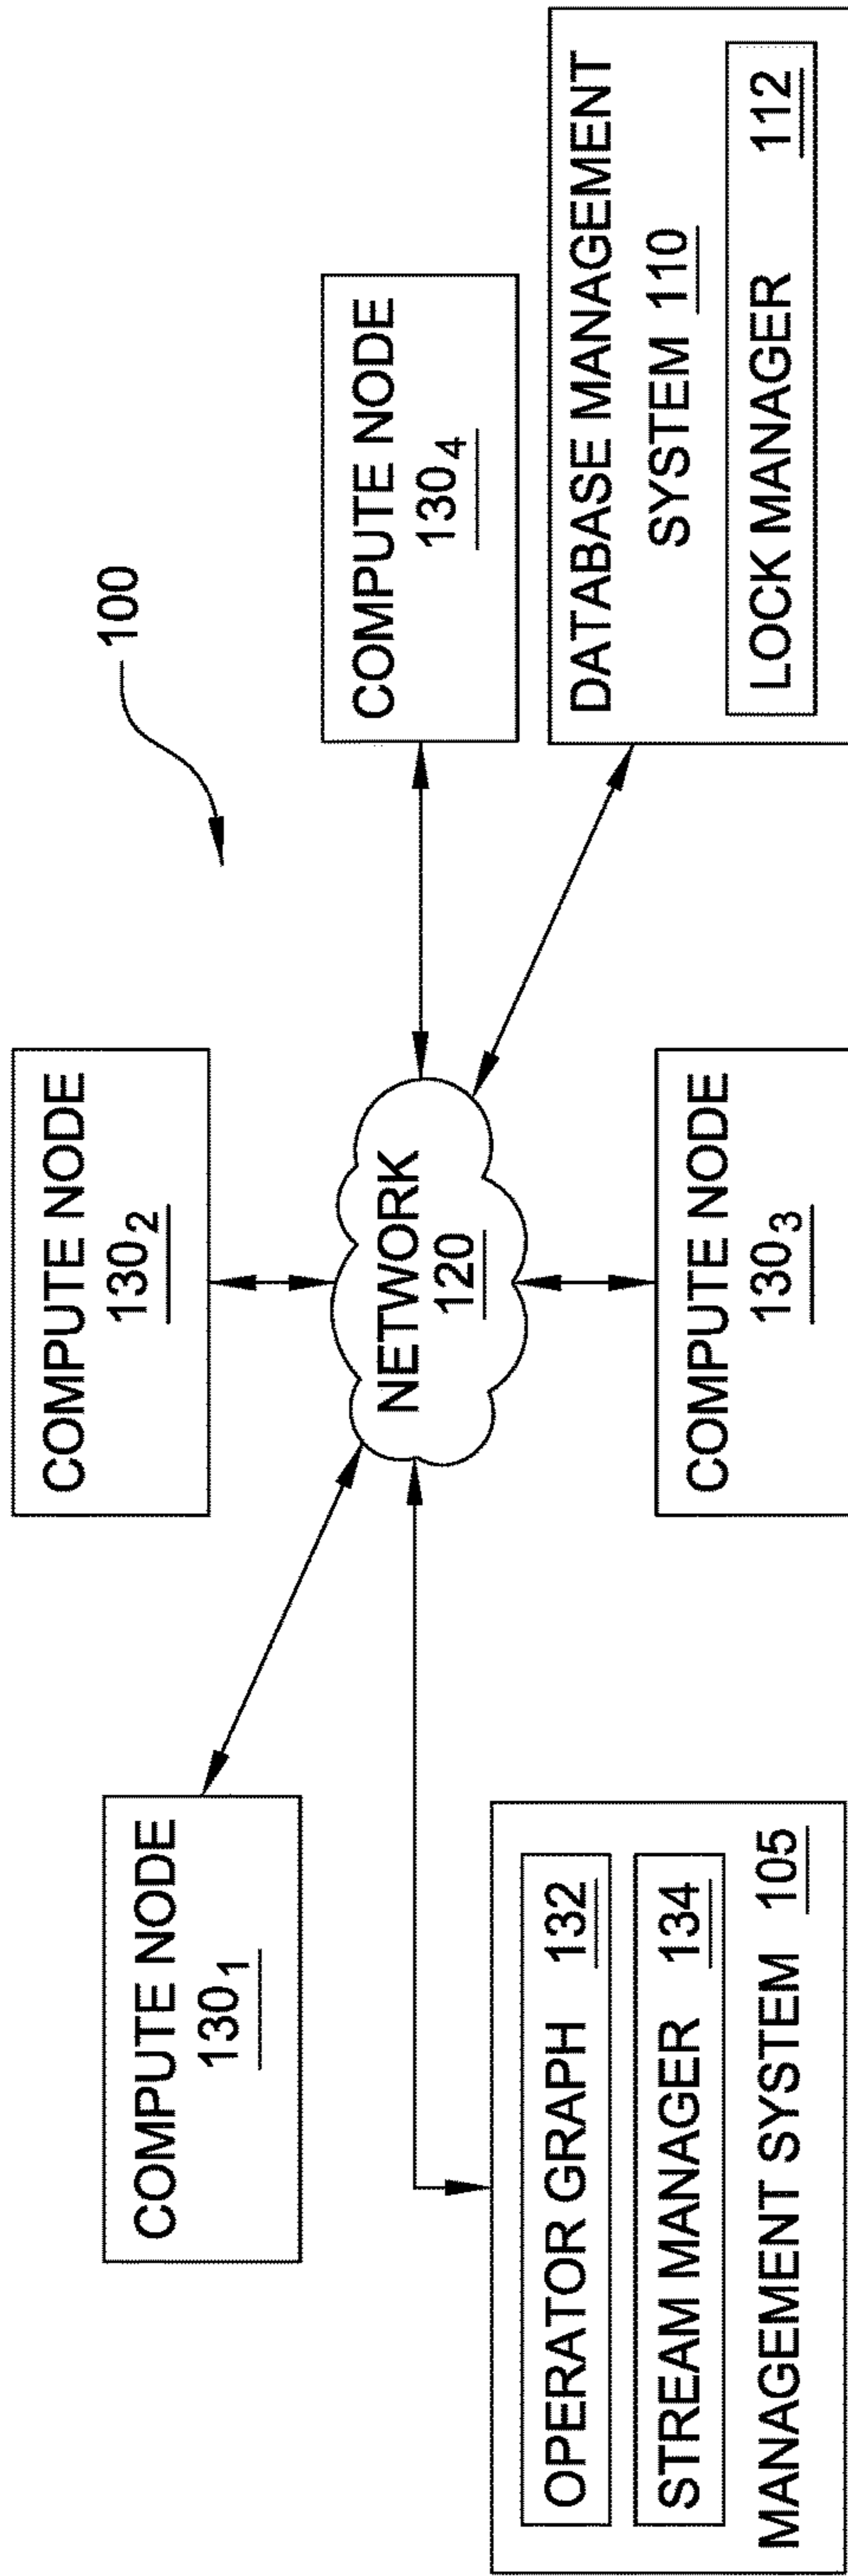 100
COMPUTE NODE
130₁
COMPUTE NODE
130₂
COMPUTE NODE
130₄
NETWORK
120
OPERATOR GRAPH 132
STREAM MANAGER 134
MANAGEMENT SYSTEM 105
COMPUTE NODE
130₃
DATABASE MANAGEMENT
SYSTEM 110
LOCK MANAGER 112